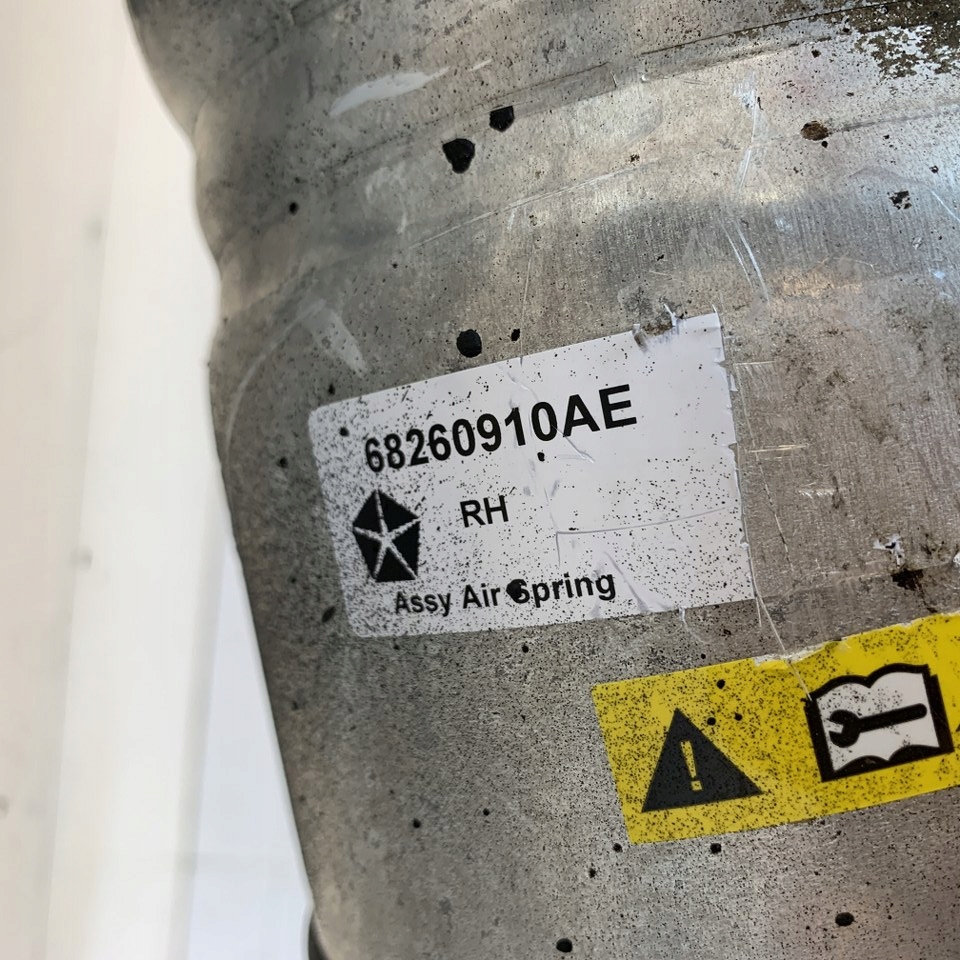 68260910AE
RH
Assy Air Spring
!